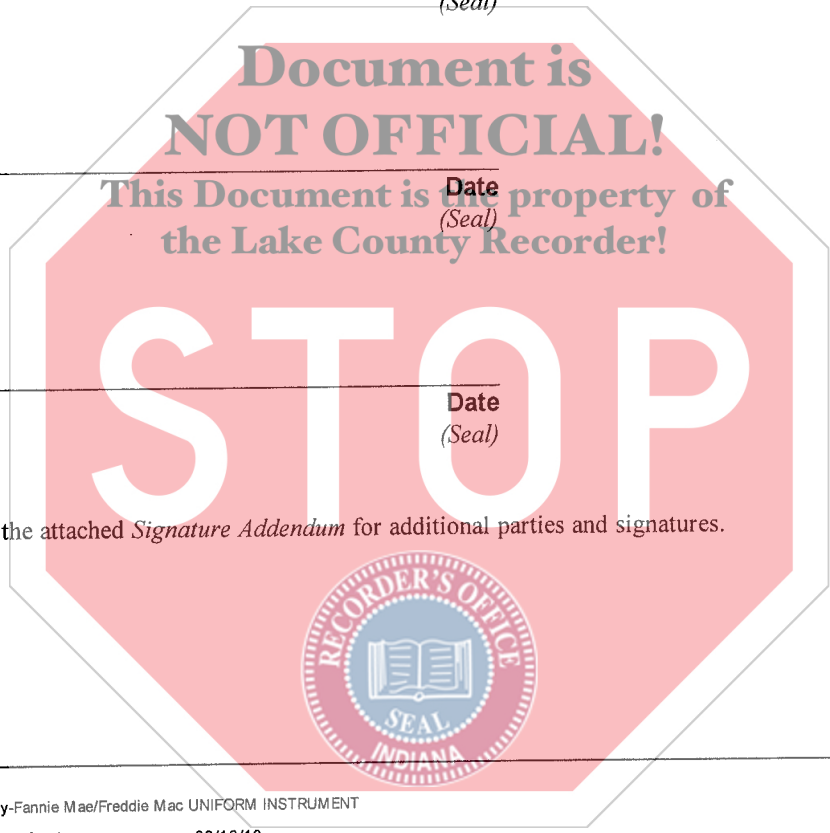 (Seal)
Document is
NOT OFFICIAL!
Date
This Document is the property of
(Seal)
the Lake County Recorder!
STOP
Date
(Seal)
the attached Signature Addendum for additional parties and signatures.
RECORDER'S OFFICE
SEAL
INDIANA
y-Fannie Mae/Freddie Mac UNIFORM INSTRUMENT